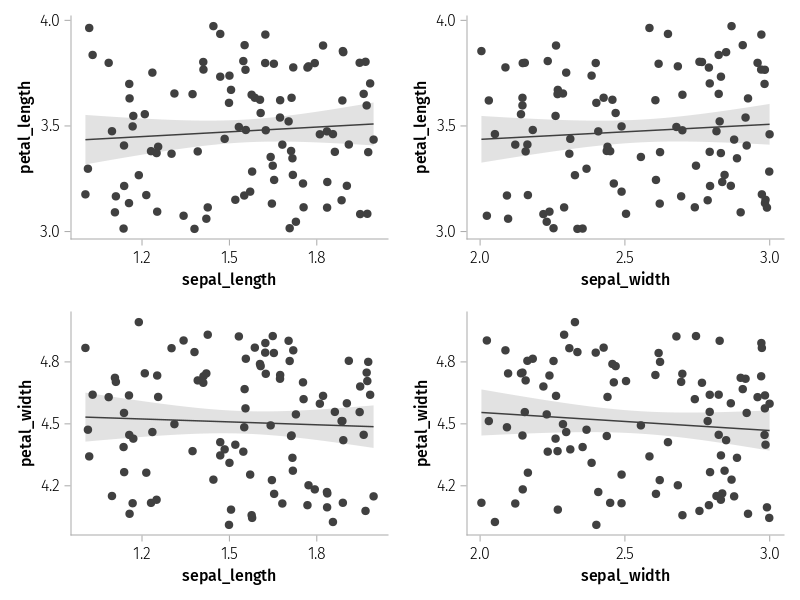 4.0
3.5
3.0
petal_length
1.2 1.5 1.8
sepal_length
4.0
3.5
3.0
petal_length
2.0 2.5 3.0
sepal_width
4.8
4.5
4.2
petal_width
1.2 1.5 1.8
sepal_length
4.8
4.5
4.2
petal_width
2.0 2.5 3.0
sepal_width